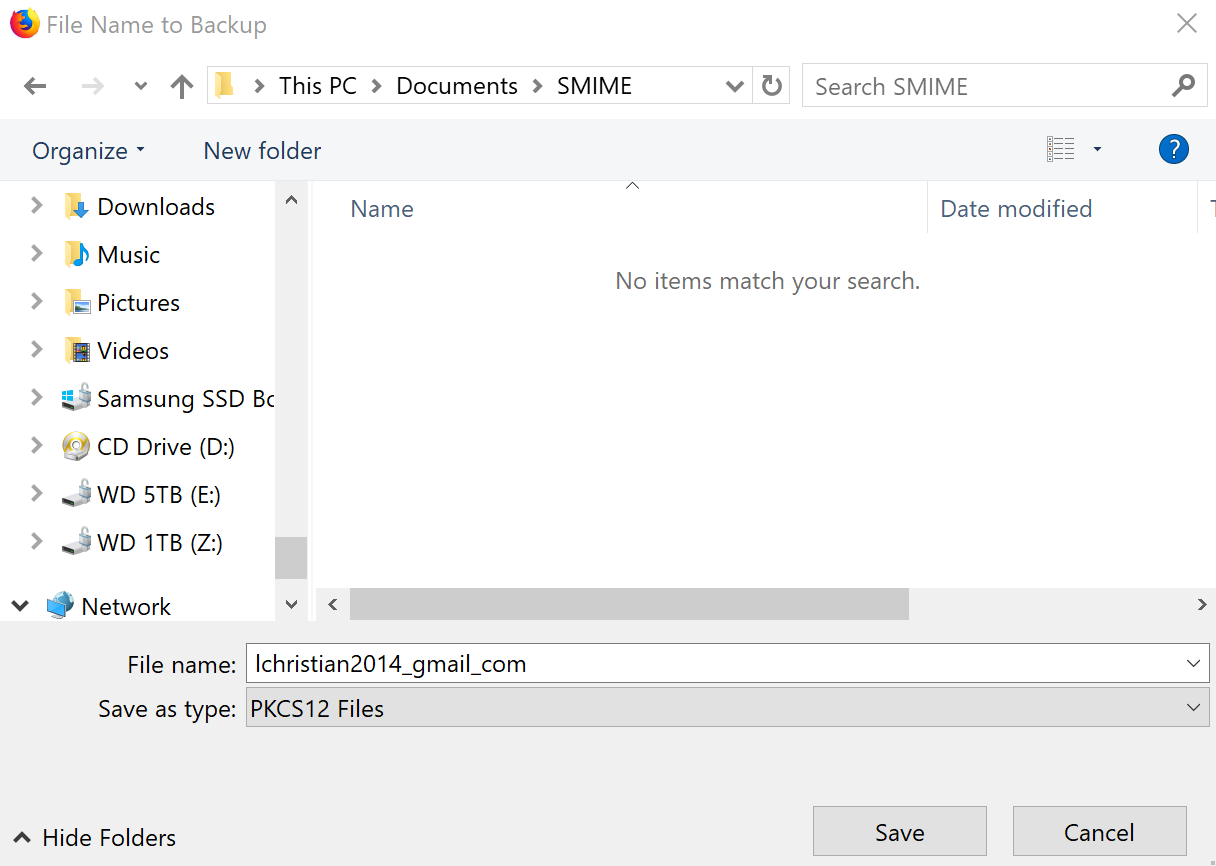 File Name to Backup
This PC > Documents > SMIME
Search SMIME
Organize
New folder
?
Name
Date modified
Downloads
Music
Pictures
Videos
Samsung SSD Bo
CD Drive (D:)
WD 5TB (E:)
WD 1TB (Z:)
Network
No items match your search.
File name: lchristian2014_gmail_com
Save as type: PKCS12 Files
Hide Folders
Save
Cancel